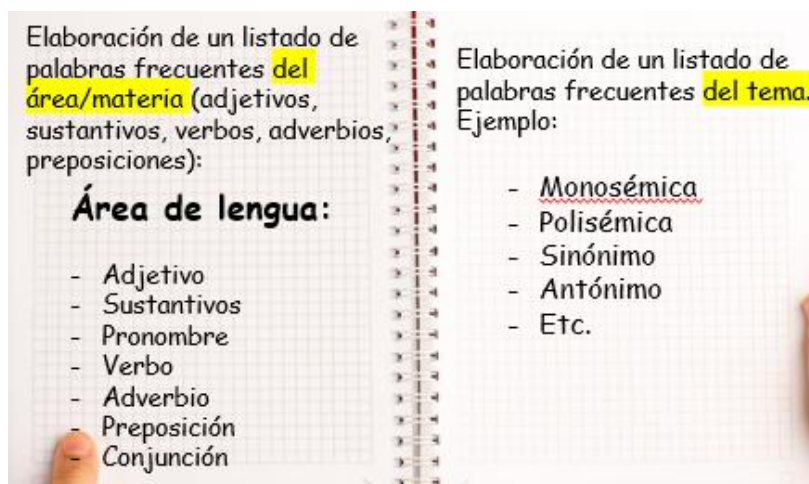 Elaboración de un listado de
palabras frecuentes del
área/materia (adjetivos,
sustantivos, verbos, adverbios,
preposiciones):
Área de lengua:
- Adjetivo
- Sustantivos
- Pronombre
- Verbo
- Adverbio
- Preposición
- Conjunción
Elaboración de un listado de
palabras frecuentes del tema.
Ejemplo:
- Monosémica
- Polisémica
- Sinónimo
- Antónimo
- Etc.